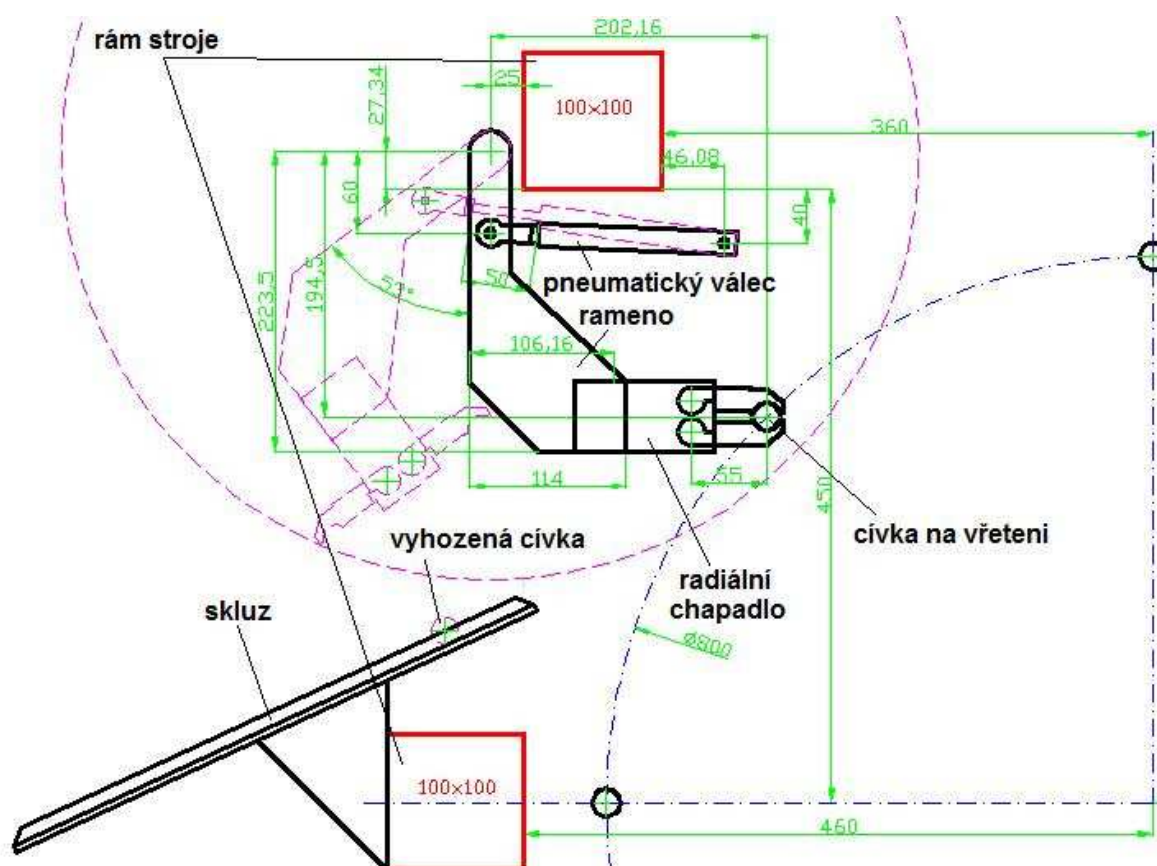 202,16
rám stroje
25
27,34
100×100
360
46,08
60
40
50
pneumatický válec
rameno
223,5
194,5
106,16
114
55
450
vyhozená cívka
cívka na vřeteni
radiální
chapadlo
skluz
Ø800
100×100
460